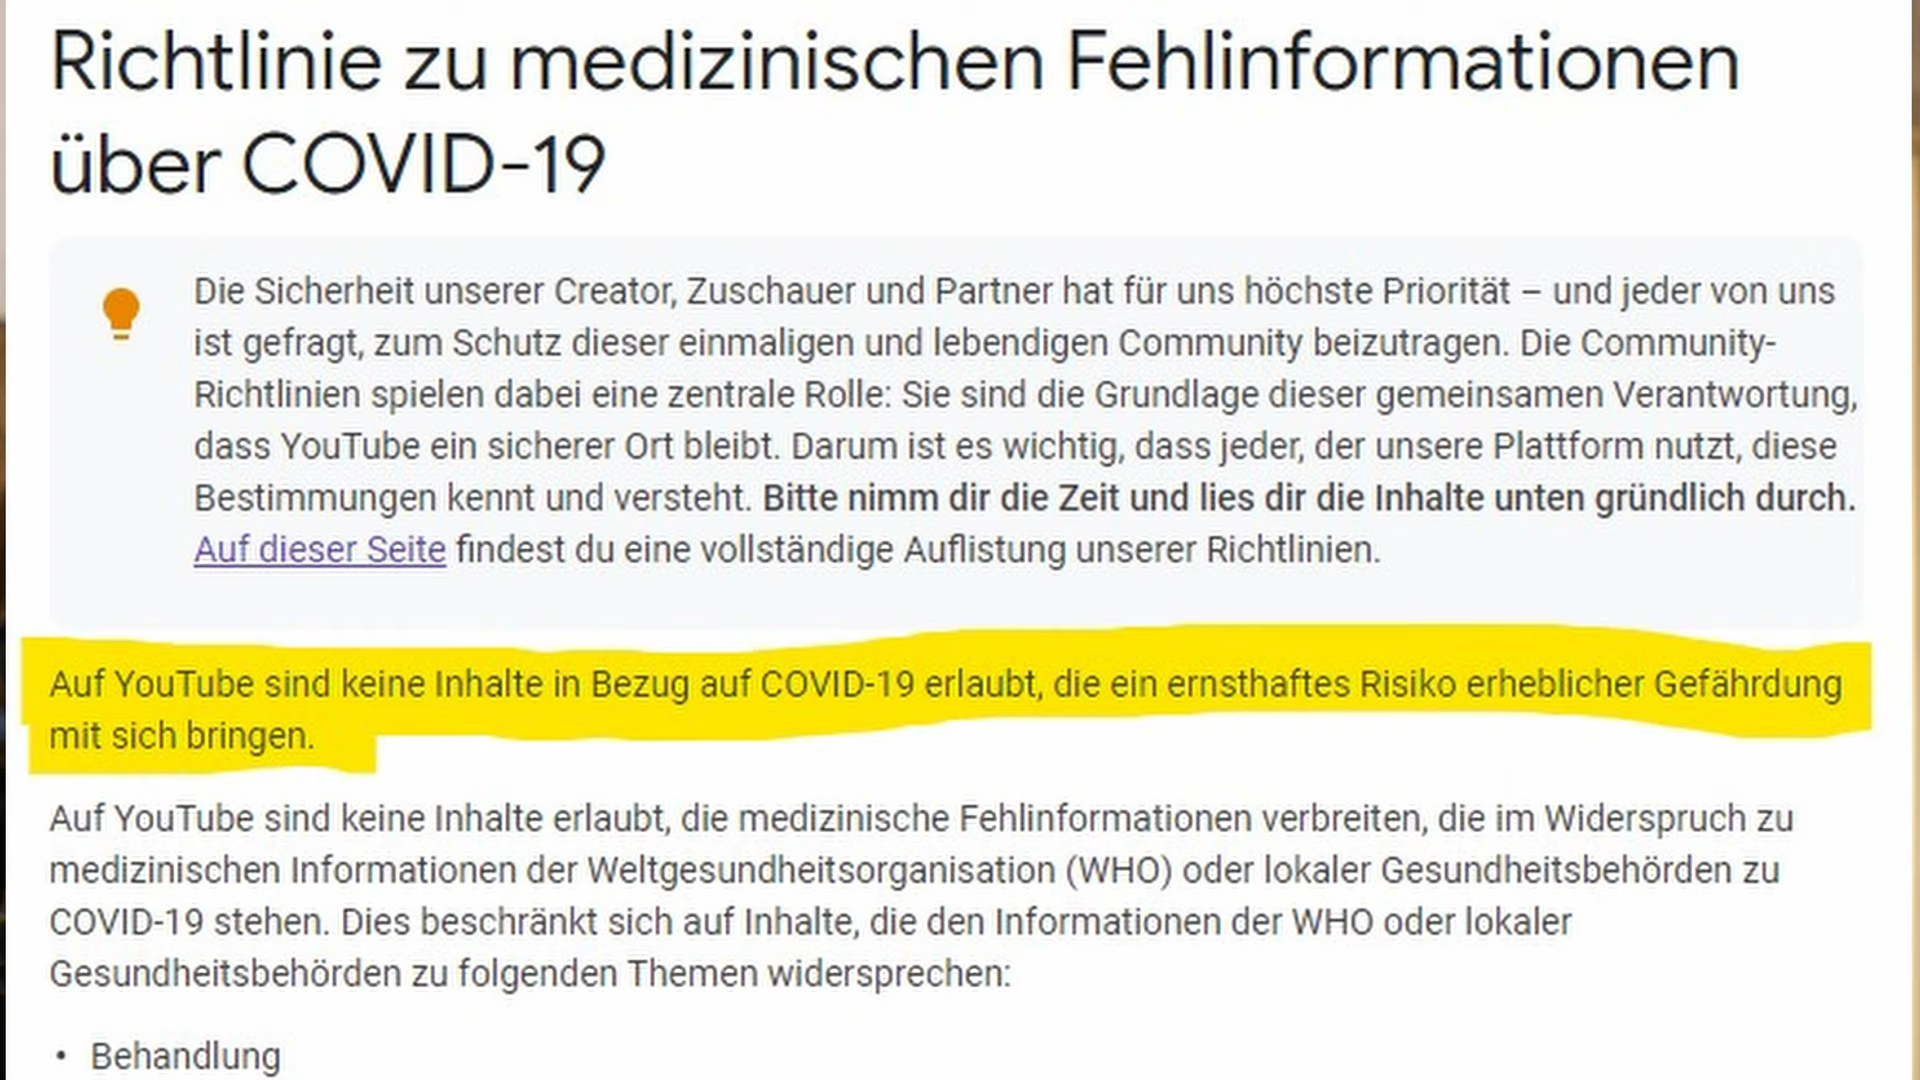 Richtlinie zu medizinischen Fehlinformationen
über COVID-19
Die Sicherheit unserer Creator, Zuschauer und Partner hat für uns höchste Priorität – und jeder von uns
ist gefragt, zum Schutz dieser einmaligen und lebendigen Community beizutragen. Die Community-
Richtlinien spielen dabei eine zentrale Rolle: Sie sind die Grundlage dieser gemeinsamen Verantwortung,
dass YouTube ein sicherer Ort bleibt. Darum ist es wichtig, dass jeder, der unsere Plattform nutzt, diese
Bestimmungen kennt und versteht. Bitte nimm dir die Zeit und lies dir die Inhalte unten gründlich durch.
Auf dieser Seite findest du eine vollständige Auflistung unserer Richtlinien.
Auf YouTube sind keine Inhalte in Bezug auf COVID-19 erlaubt, die ein ernsthaftes Risiko erheblicher Gefährdung
mit sich bringen.
Auf YouTube sind keine Inhalte erlaubt, die medizinische Fehlinformationen verbreiten, die im Widerspruch zu
medizinischen Informationen der Weltgesundheitsorganisation (WHO) oder lokaler Gesundheitsbehörden zu
COVID-19 stehen. Dies beschränkt sich auf Inhalte, die den Informationen der WHO oder lokaler
Gesundheitsbehörden zu folgenden Themen widersprechen:
• Behandlung